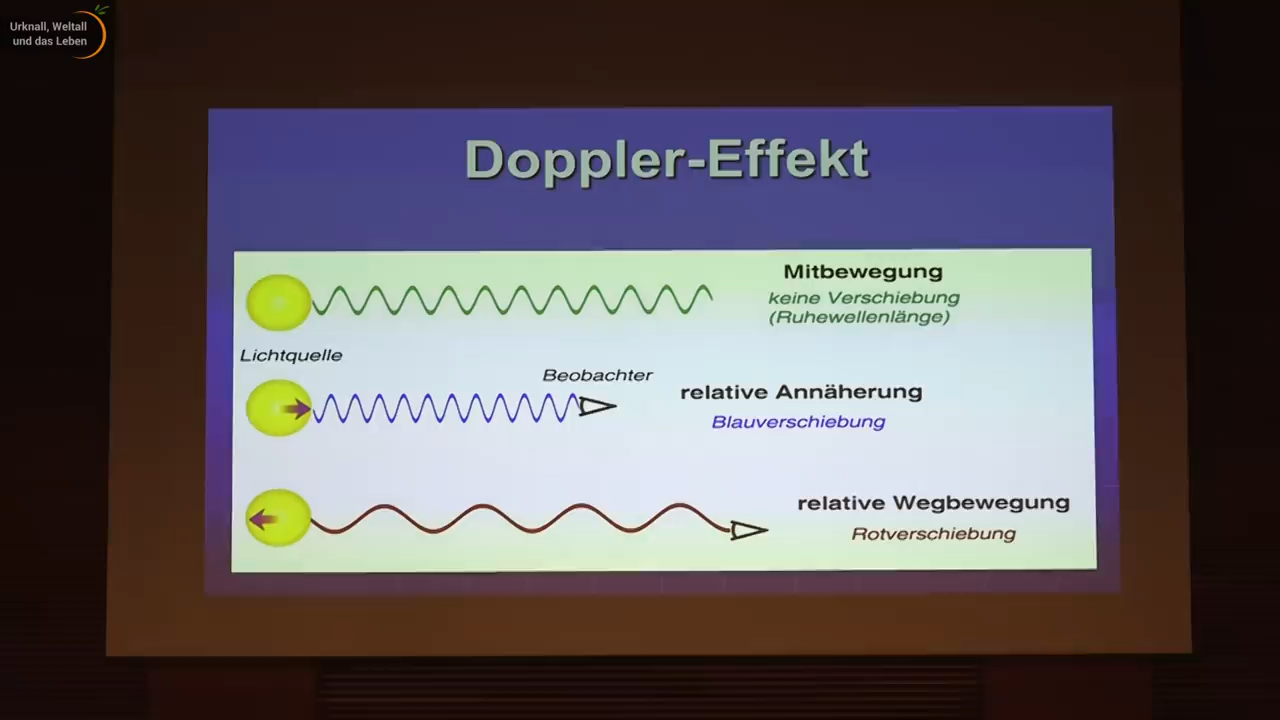 Urknall, Weltall
und das Leben
Doppler-Effekt
Mitbewegung
keine Verschiebung
(Ruhewellenlänge)
Lichtquelle
Beobachter
relative Annäherung
Blauverschiebung
relative Wegbewegung
Rotverschiebung